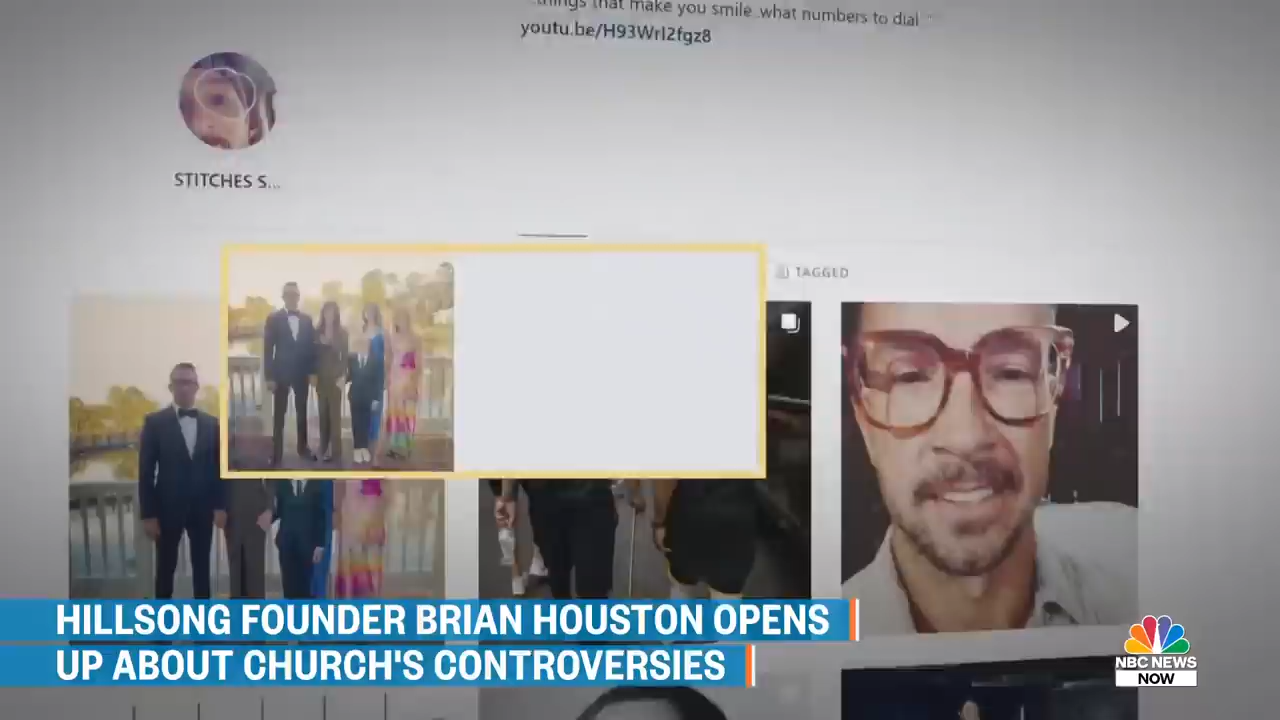 things that make you smile what numbers to dial
youtu.be/H93Wrl2fgz8
STITCHES S...
TAGGED
HILLSONG FOUNDER BRIAN HOUSTON OPENS
UP ABOUT CHURCH'S CONTROVERSIES
NBC NEWS
NOW